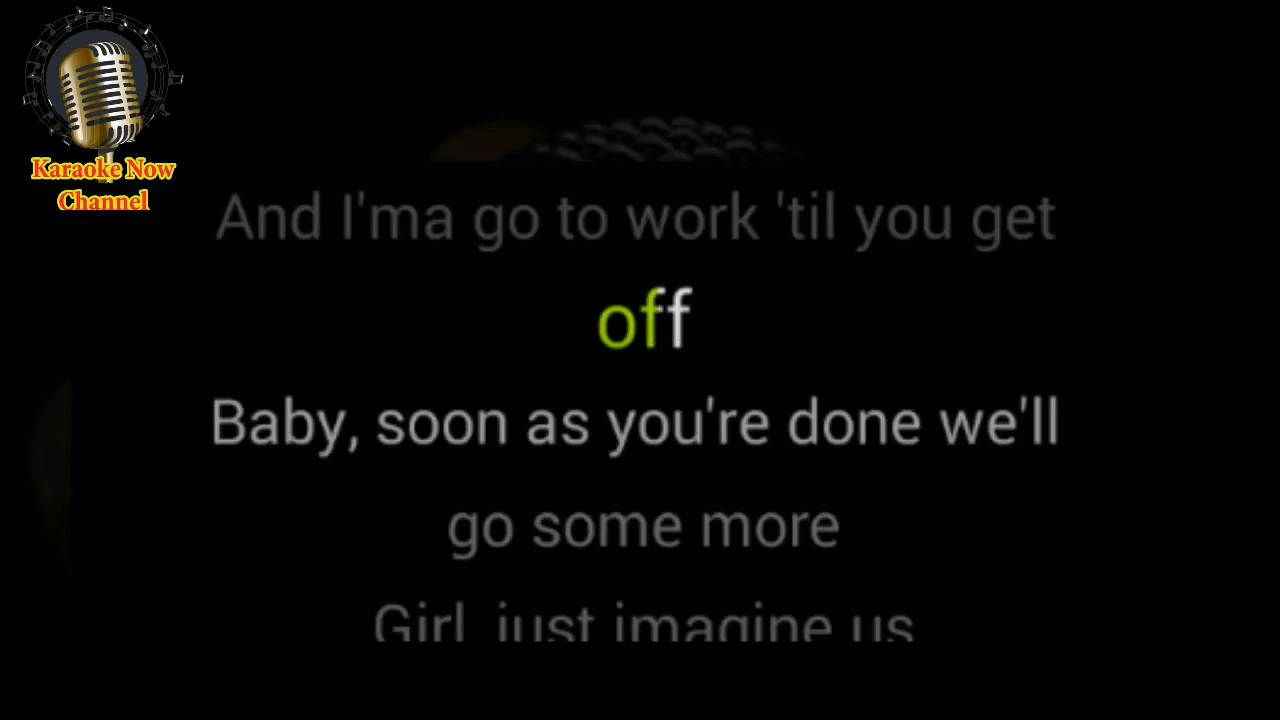 Karaoke Now
Channel
And I'ma go to work 'til you get
off
Baby, soon as you're done we'll
go some more
Girl, just imagine us